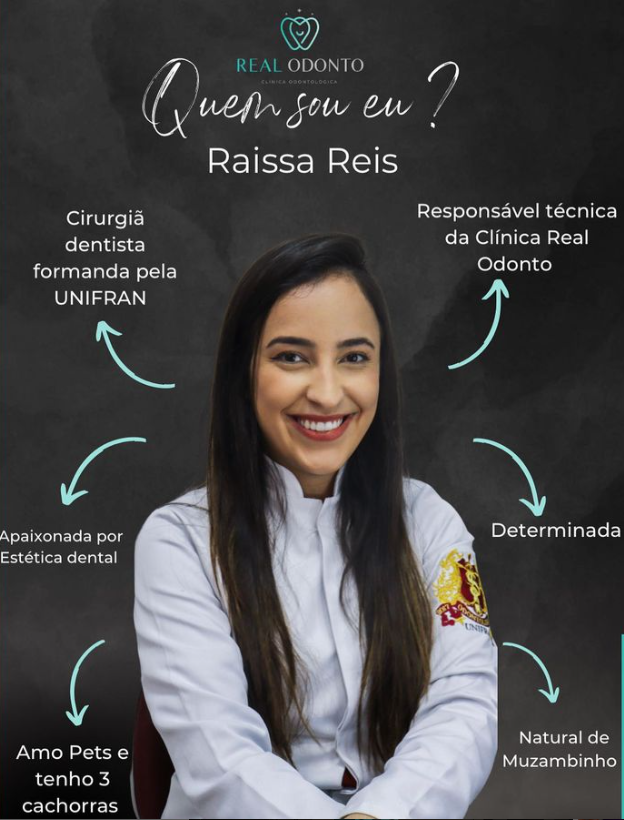 REAL ODONTO
CLÍNICA ODONTOLÓGICA
Quem sou eu ?
Raissa Reis
Cirurgiã
dentista
formanda pela
UNIFRAN
Responsável técnica
da Clínica Real
Odonto
Apaixonada por
Estética dental
Determinada
Amo Pets e
tenho 3
cachorras
Natural de
Muzambinho